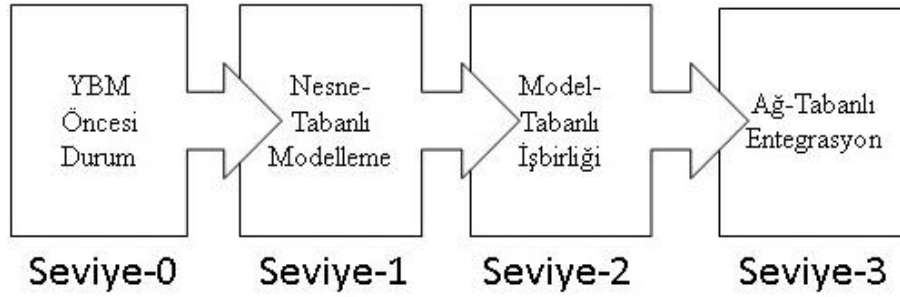 YBM
Öncesi
Durum
Nesne-
Tabanlı
Modelleme
Model-
Tabanlı
İşbirliği
Ağ-Tabanlı
Entegrasyon
Seviye-0
Seviye-1
Seviye-2
Seviye-3